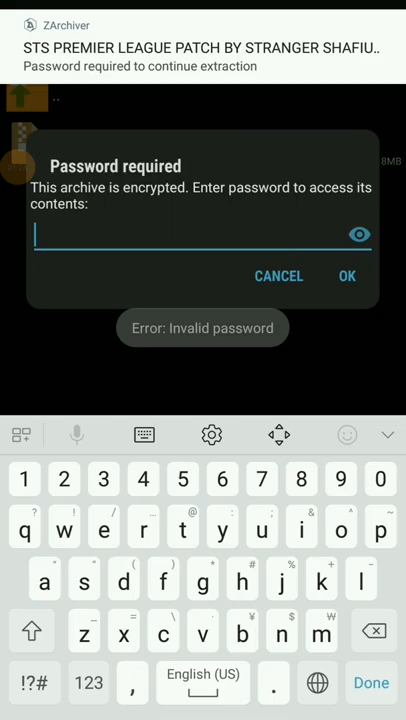 ZArchiver
STS PREMIER LEAGUE PATCH BY STRANGER SHAFIU..
Password required to continue extraction
..
8MB
Password required
This archive is encrypted. Enter password to access its
contents:
CANCEL OK
Error: Invalid password
1 2 3 4 5 6 7 8 9 0
? ! / … @ ; : & ^ ~
q w e r t y u i o p
* " ( ) - # % + '' -
a s d f g h j k l
_ = \ ' ¥ $ ₩
z x c v b n m
!?# 123 , English (US) . Done